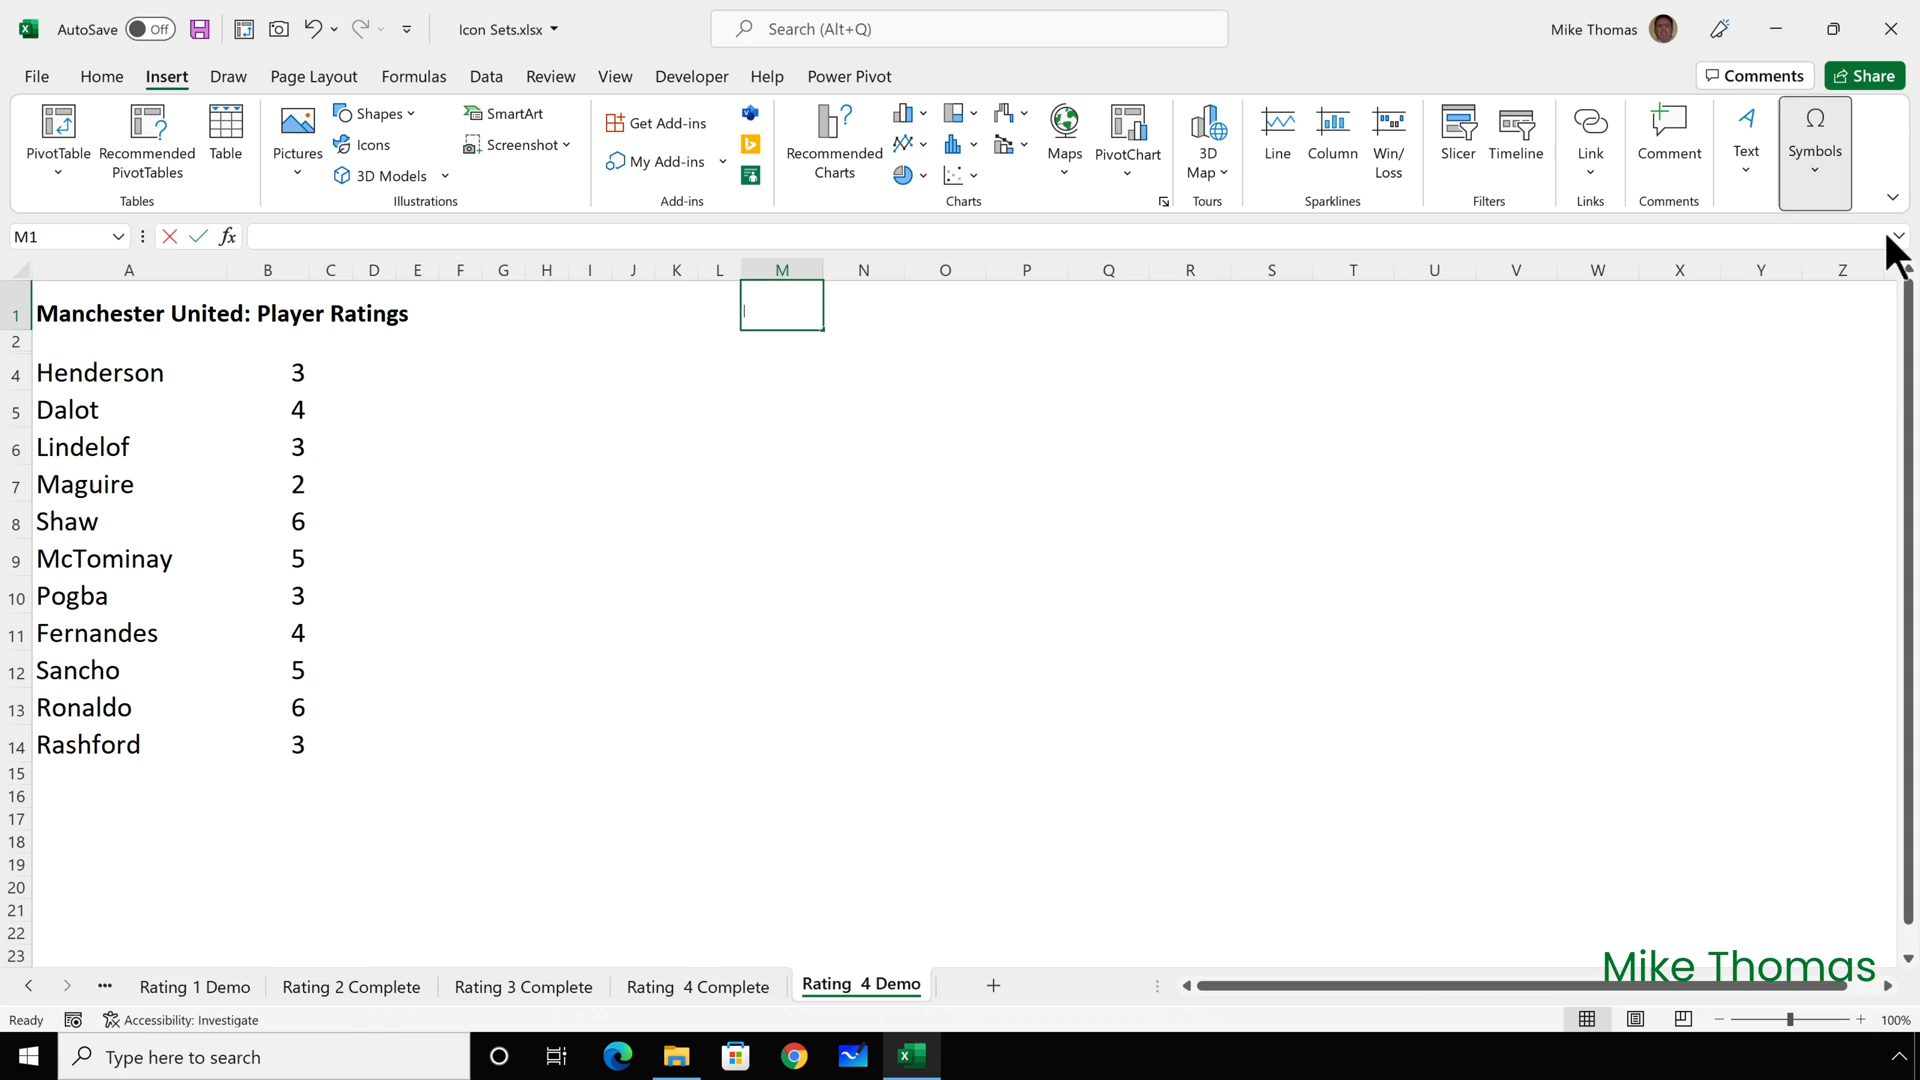 AutoSave Off Icon Sets.xlsx Search (Alt+Q) Mike Thomas
File Home Insert Draw Page Layout Formulas Data Review View Developer Help Power Pivot Comments Share
PivotTable Recommended PivotTables Table
Tables
Pictures Shapes Icons 3D Models SmartArt Screenshot
Illustrations
Get Add-ins
My Add-ins
Add-ins
Recommended Charts Maps PivotChart
Charts
3D Map
Tours
Line Column Win/Loss
Sparklines
Slicer Timeline
Filters
Link
Links
Comment
Comments
Text
Symbols
M1 fx
A B C D E F G H I J K L M N O P Q R S T U V W X Y Z
1 Manchester United: Player Ratings
2
4 Henderson 3
5 Dalot 4
6 Lindelof 3
7 Maguire 2
8 Shaw 6
9 McTominay 5
10 Pogba 3
11 Fernandes 4
12 Sancho 5
13 Ronaldo 6
14 Rashford 3
15
16
17
18
19
20
21
22
23
Mike Thomas
Rating 1 Demo Rating 2 Complete Rating 3 Complete Rating 4 Complete Rating 4 Demo
Ready Accessibility: Investigate 100%
Type here to search